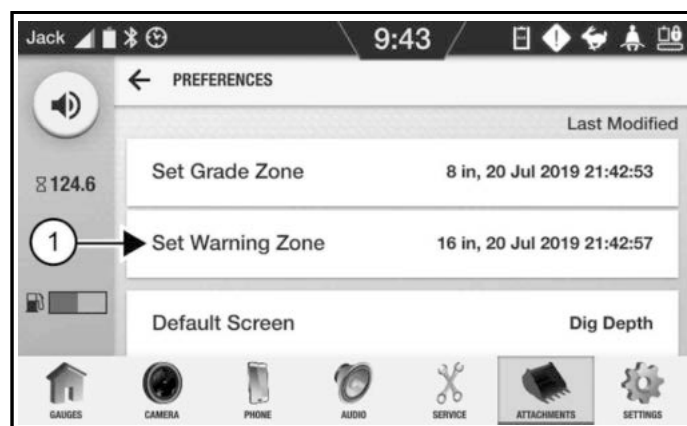 Jack 9:43
← PREFERENCES
Last Modified
Set Grade Zone 8 in, 20 Jul 2019 21:42:53
124.6
1 Set Warning Zone 16 in, 20 Jul 2019 21:42:57
Default Screen Dig Depth
GAUGES CAMERA PHONE AUDIO SERVICE ATTACHMENTS SETTINGS